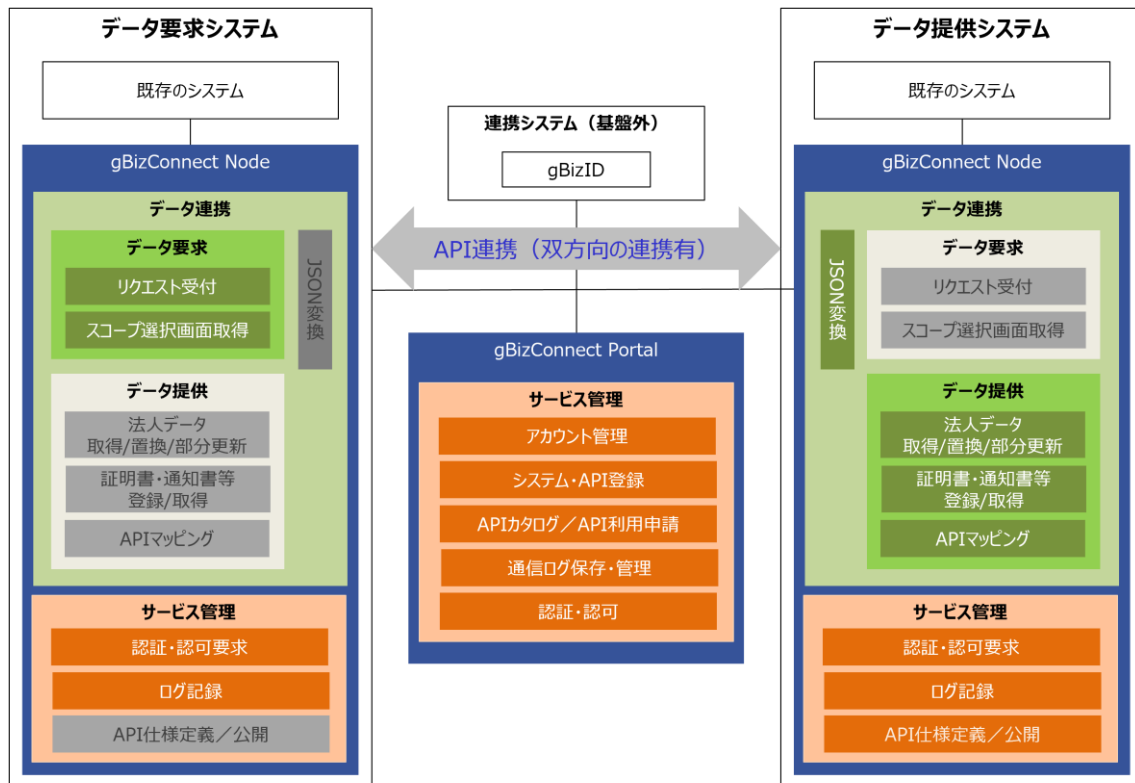 データ要求システム
既存のシステム
gBizConnect Node
データ連携
データ要求
リクエスト受付
スコープ選択画面取得
JSON変換
データ提供
法人データ
取得/置換/部分更新
証明書・通知書等
登録/取得
APIマッピング
サービス管理
認証・認可要求
ログ記録
API仕様定義／公開
連携システム（基盤外）
gBizID
API連携（双方向の連携有）
gBizConnect Portal
サービス管理
アカウント管理
システム・API登録
APIカタログ／API利用申請
通信ログ保存・管理
認証・認可
データ提供システム
既存のシステム
gBizConnect Node
データ連携
JSON変換
データ要求
リクエスト受付
スコープ選択画面取得
データ提供
法人データ
取得/置換/部分更新
証明書・通知書等
登録/取得
APIマッピング
サービス管理
認証・認可要求
ログ記録
API仕様定義／公開